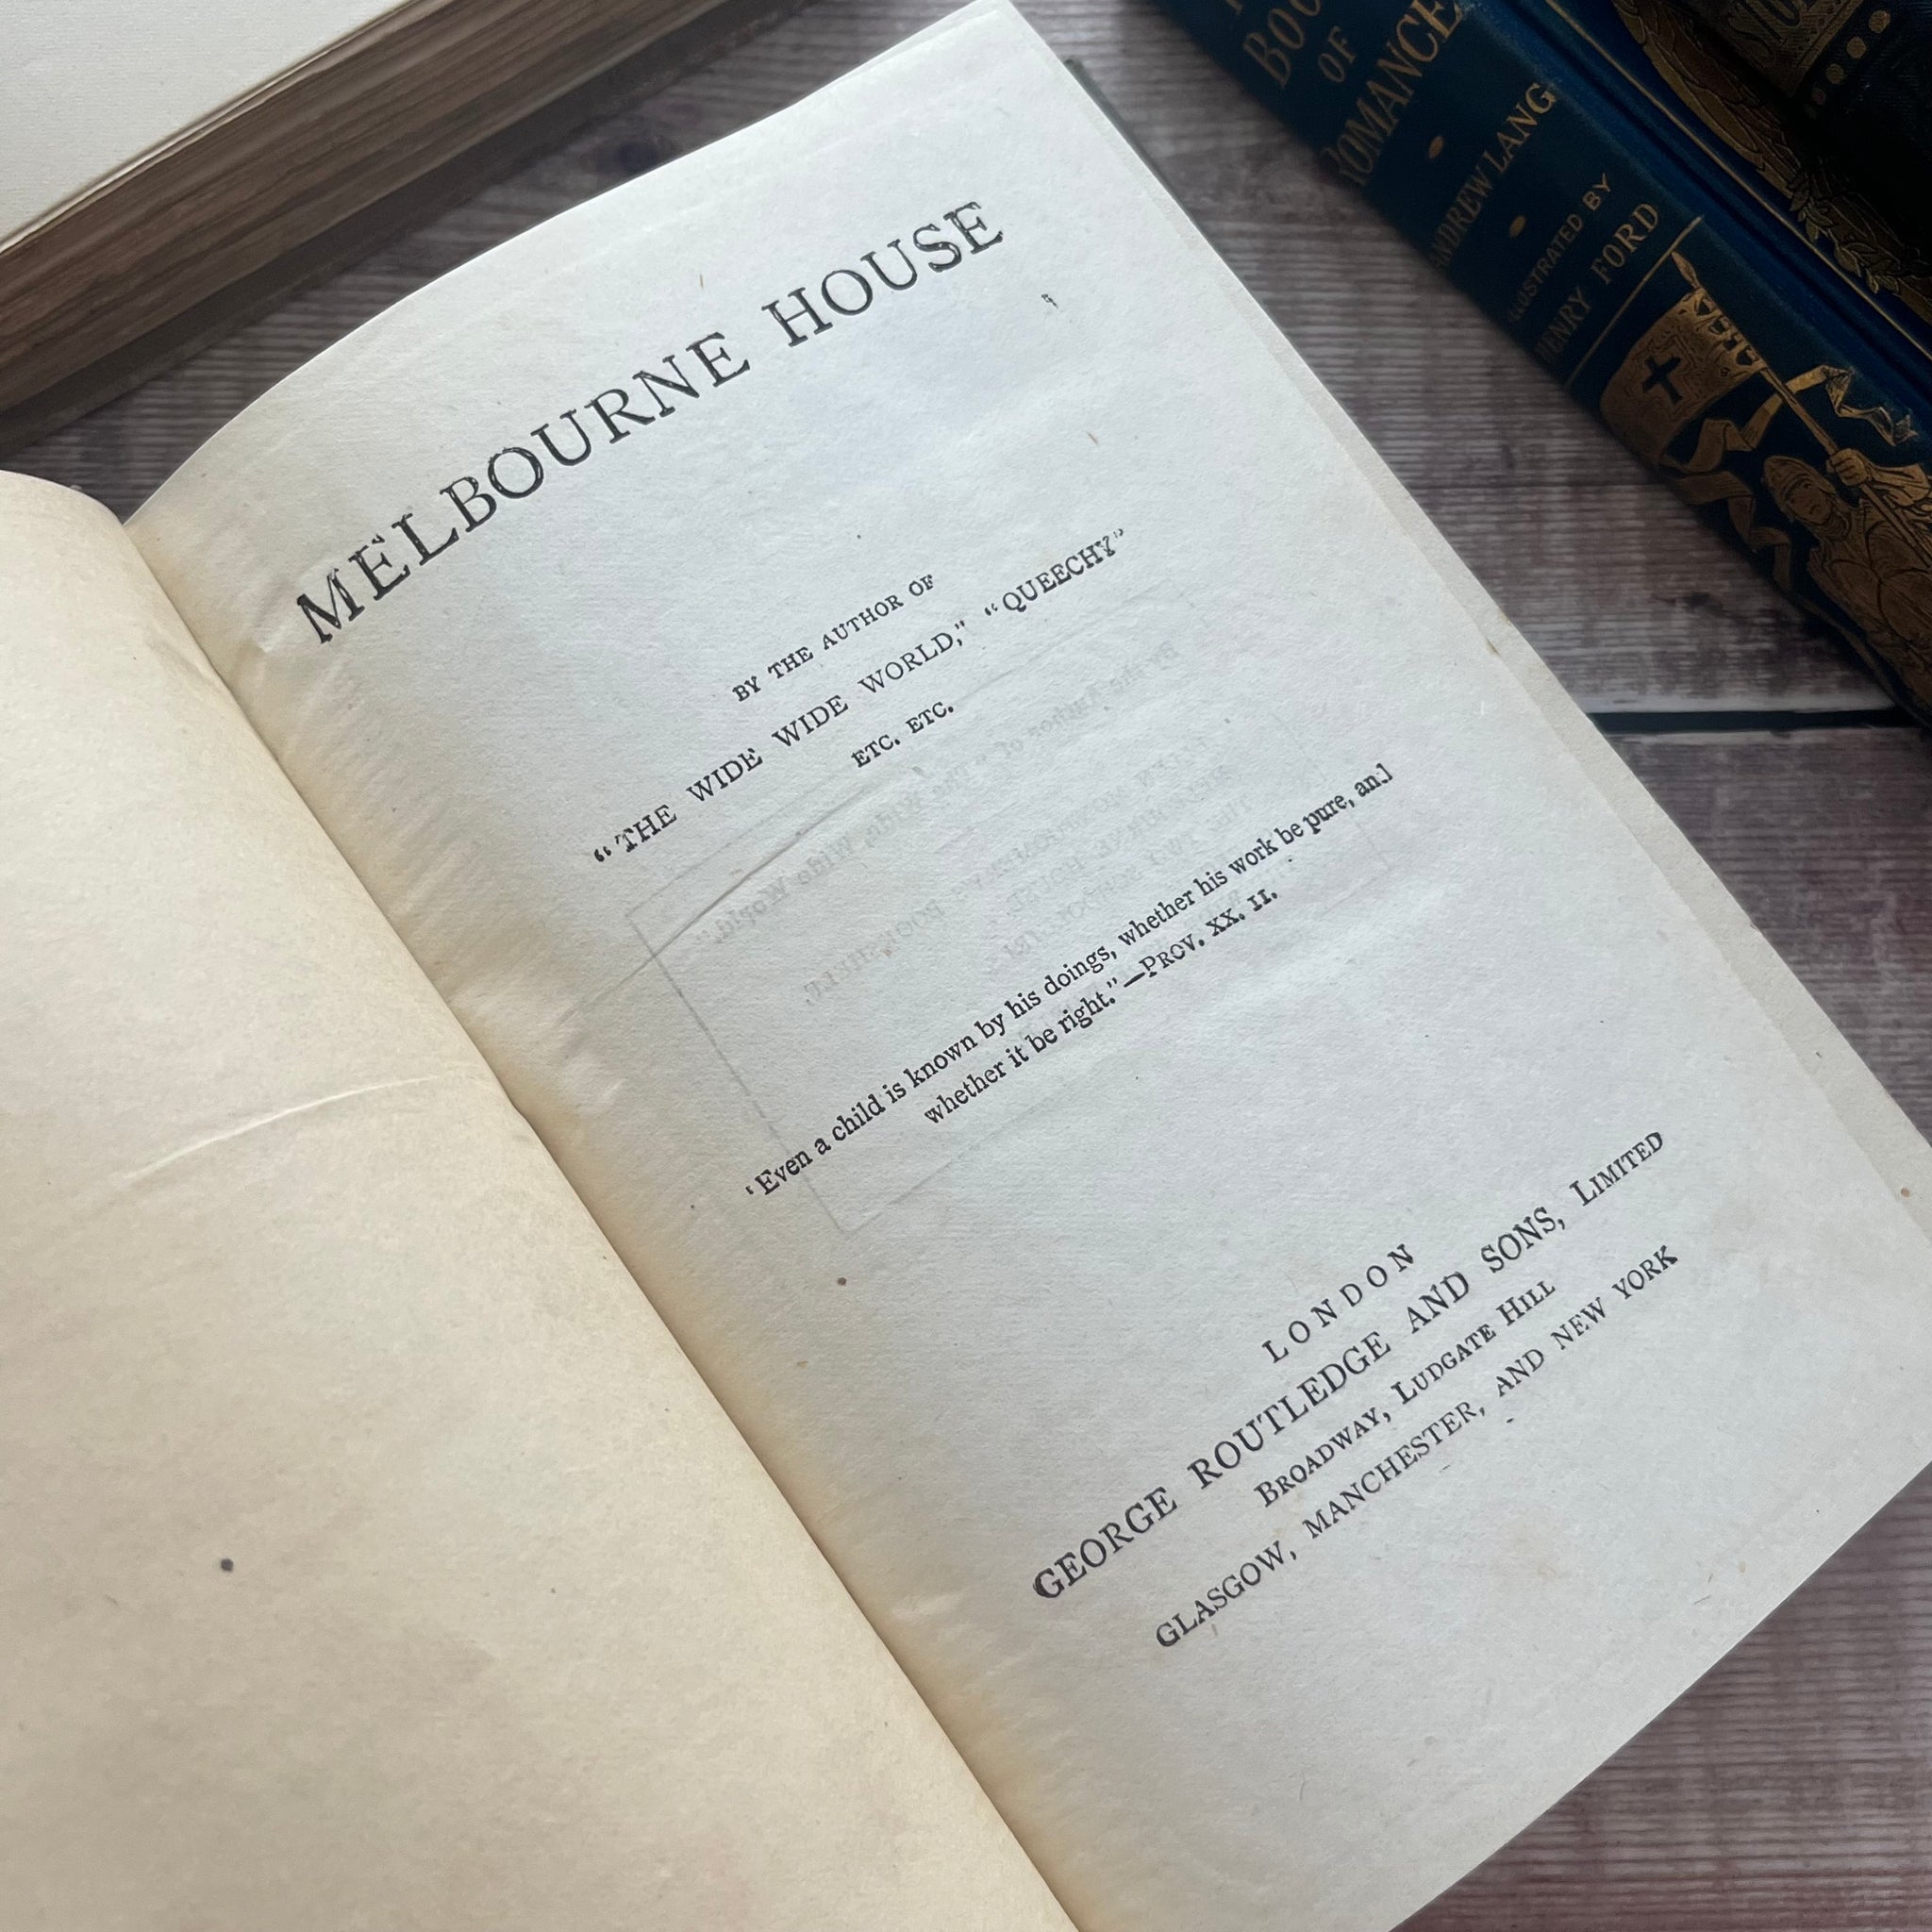 MELBOURNE HOUSE
BY THE AUTHOR OF
"THE WIDE WIDE WORLD," "QUEECHY"
ETC. ETC.
'Even a child is known by his doings, whether his work be pure, and
whether it be right."—PROV. XX. II.
LONDON
GEORGE ROUTLEDGE AND SONS, LIMITED
BROADWAY, LUDGATE HILL
GLASGOW, MANCHESTER, AND NEW YORK
BOOK
OF
ROMANCE
ANDREW LANG
ILLUSTRATED BY
HENRY FORD